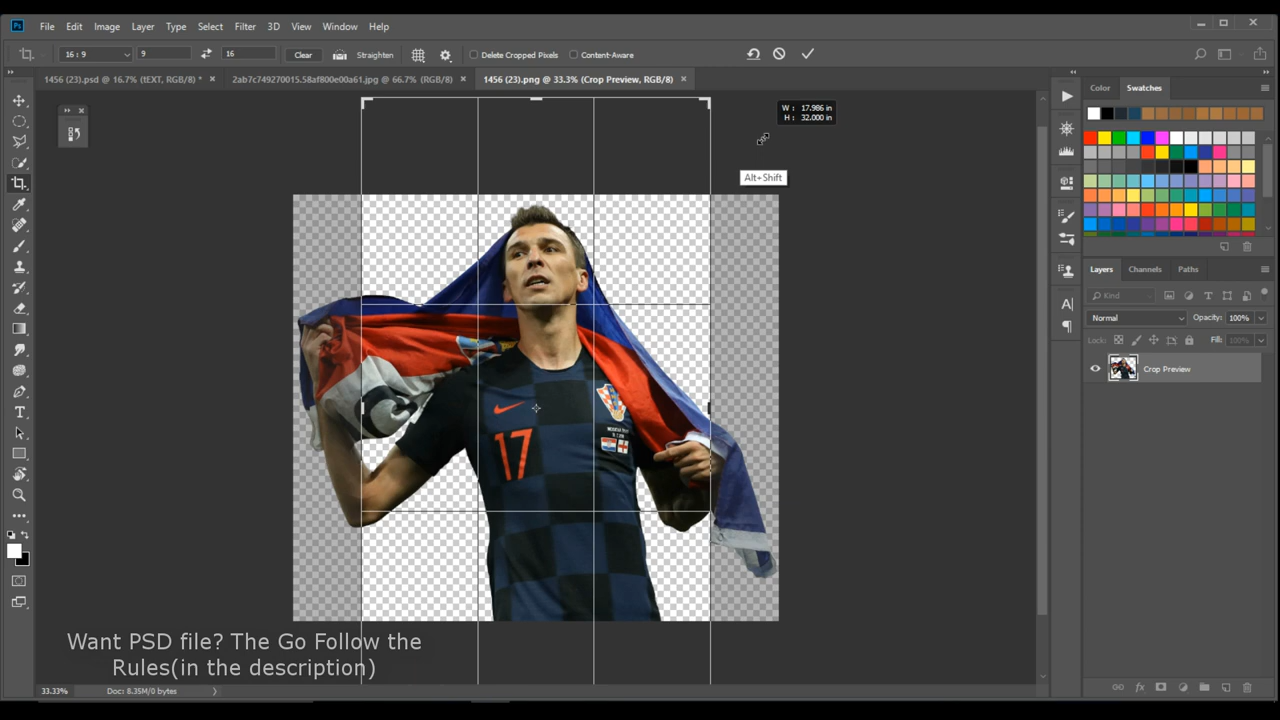 Ps File Edit Image Layer Type Select Filter 3D View Window Help
16 : 9 9 16 Clear Straighten Delete Cropped Pixels Content-Aware
1456 (23).psd @ 16.7% (tEXT, RGB/8) * × 2ab7c749270015.58af800e00a61.jpg @ 66.7% (RGB/8) × 1456 (23).png @ 33.3% (Crop Preview, RGB/8) ×
Color Swatches
W : 17.986 in
H : 32.000 in
Alt+Shift
Layers Channels Paths
Kind
Normal Opacity: 100%
Lock: Fill: 100%
Crop Preview
17
Want PSD file? The Go Follow the
Rules(in the description)
33.33% Doc: 8.35M/0 bytes
fx